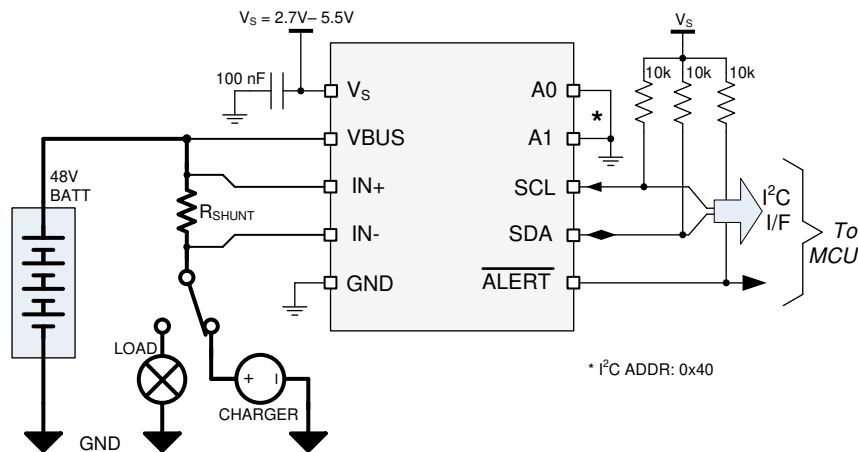 V_S = 2.7V– 5.5V
V_S
100 nF
10k
10k
10k
V_S
A0
*
VBUS
A1
48V
BATT
IN+
SCL
I²C
I/F
R_SHUNT
IN-
SDA
To
MCU
GND
ALERT
LOAD
* I²C ADDR: 0x40
+
CHARGER
GND